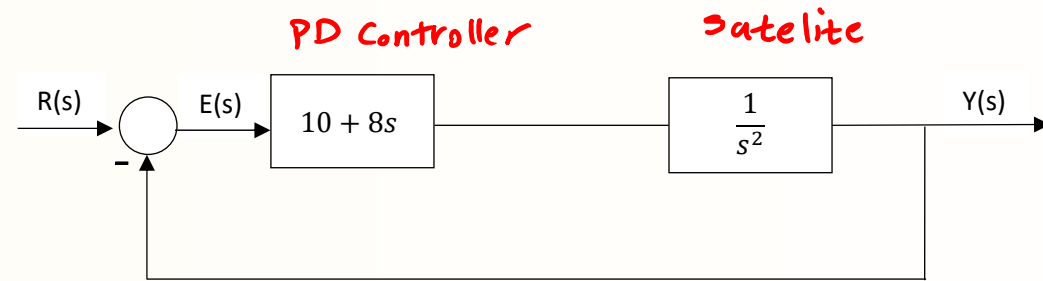 PD Controller
Satelite
R(s)
E(s)
10 + 8s
1
s²
Y(s)
−